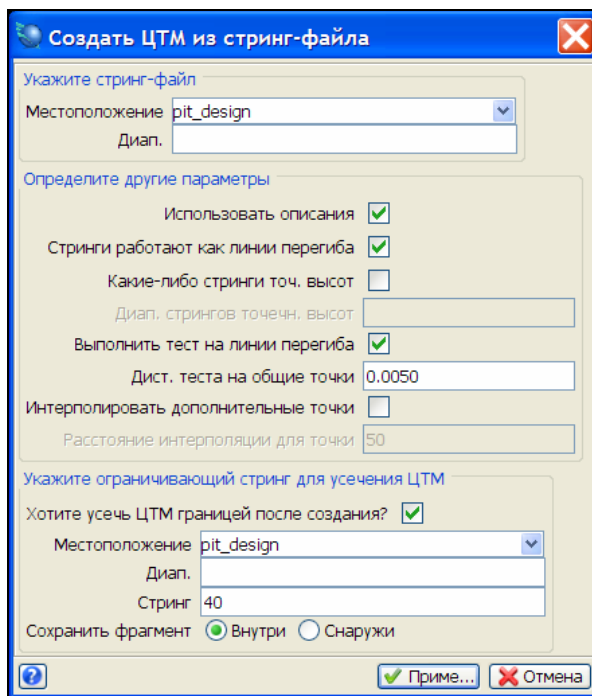 Создать ЦТМ из стринг-файла
Укажите стринг-файл
Местоположение pit_design
Диап.
Определите другие параметры
Использовать описания
Стринги работают как линии перегиба
Какие-либо стринги точ. высот
Диап. стрингов точечн. высот
Выполнить тест на линии перегиба
Дист. теста на общие точки 0.0050
Интерполировать дополнительные точки
Расстояние интерполяции для точки 50
Укажите ограничивающий стринг для усечения ЦТМ
Хотите усечь ЦТМ границей после создания?
Местоположение pit_design
Диап.
Стринг 40
Сохранить фрагмент Внутри Снаружи
? Приме... Отмена